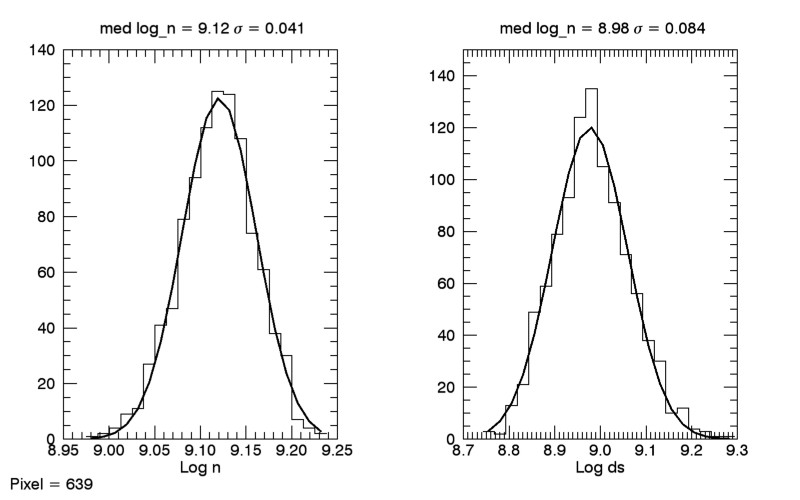 med log_n = 9.12 σ = 0.041
140
120
100
80
60
40
20
0
8.95 9.00 9.05 9.10 9.15 9.20 9.25
Log n
med log_n = 8.98 σ = 0.084
140
120
100
80
60
40
20
0
8.7 8.8 8.9 9.0 9.1 9.2 9.3
Log ds
Pixel = 639